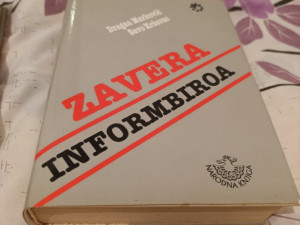 Dragan Marković
Savo Kržavac
ZAVERA
INFORMBIROA
NARODNA KNJIGA